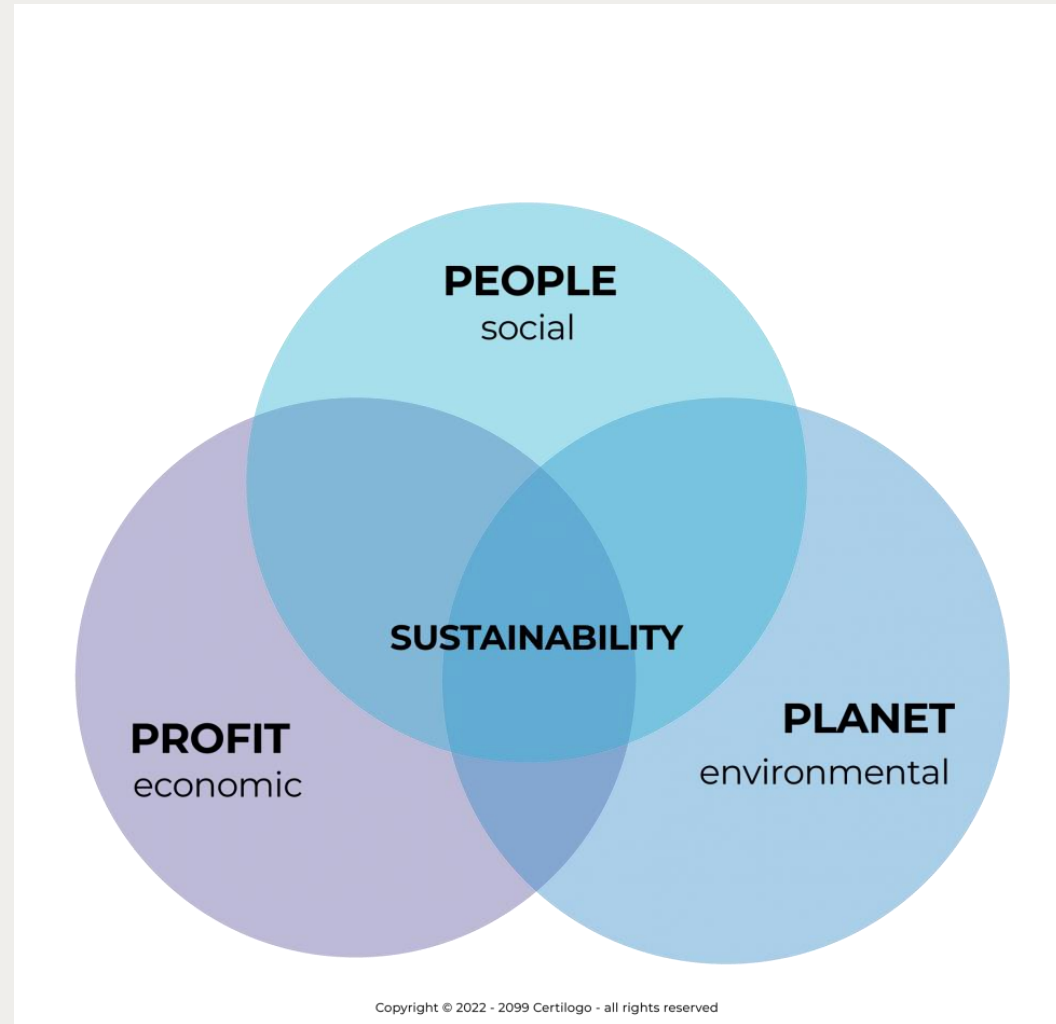 PEOPLE
social
SUSTAINABILITY
PROFIT
economic
PLANET
environmental
Copyright © 2022 - 2099 Certilogo - all rights reserved